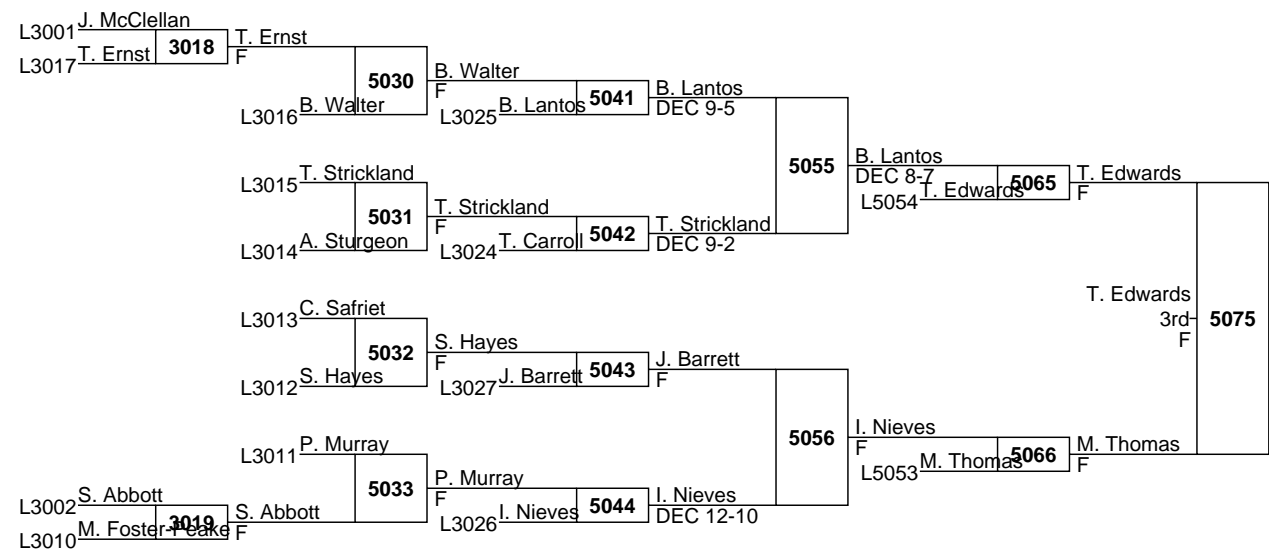 J. McClellan
L3001
3018
T. Ernst
F
T. Ernst
L3017
5030
B. Walter
F
B. Walter
L3016
B. Lantos
L3025
5041
B. Lantos
DEC 9-5
T. Strickland
L3015
5031
T. Strickland
F
A. Sturgeon
L3014
T. Carroll
L3024
5042
T. Strickland
DEC 9-2
5055
B. Lantos
DEC 8-7
T. Edwards
L5054
5065
T. Edwards
F
C. Safriet
L3013
5032
S. Hayes
F
S. Hayes
L3012
J. Barrett
L3027
5043
J. Barrett
F
T. Edwards
3rd
F
5075
P. Murray
L3011
5033
P. Murray
F
S. Abbott
L3002
3019
S. Abbott
F
M. Foster-Peake
L3010
I. Nieves
L3026
5044
I. Nieves
DEC 12-10
5056
I. Nieves
F
M. Thomas
L5053
5066
M. Thomas
F